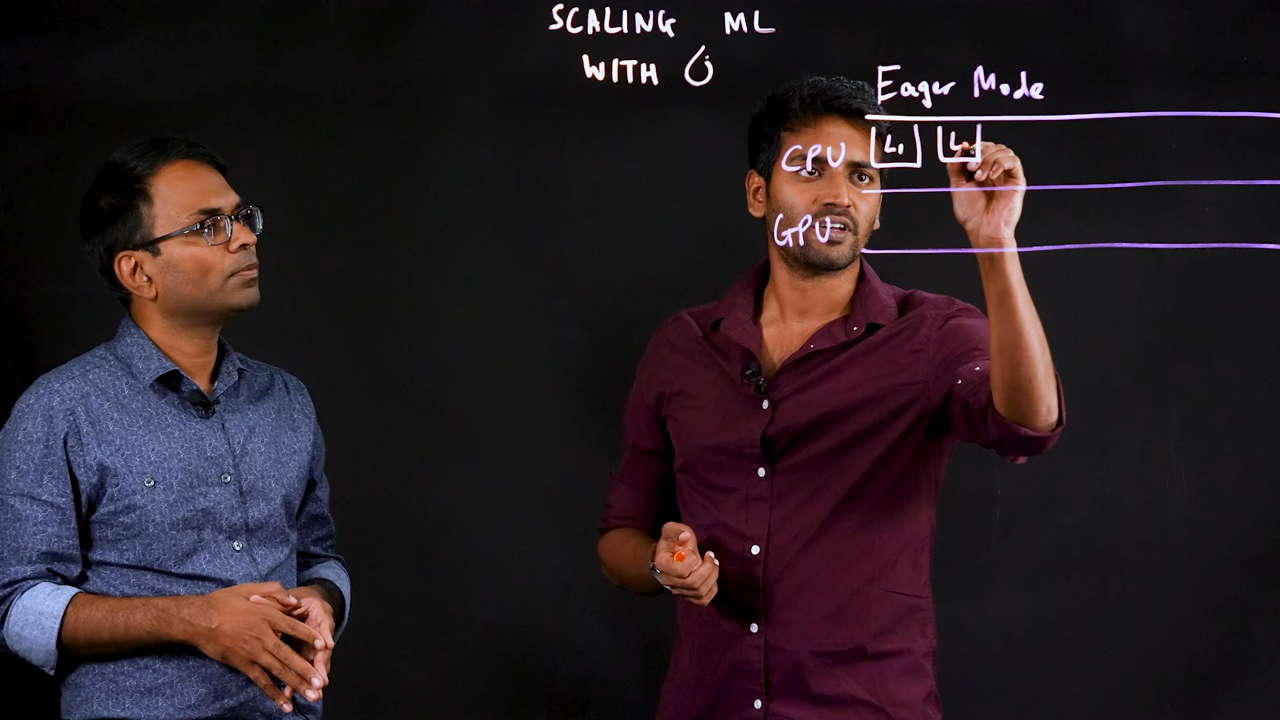 SCALING ML
WITH
Eager Mode
CPU L₁ L
GPU